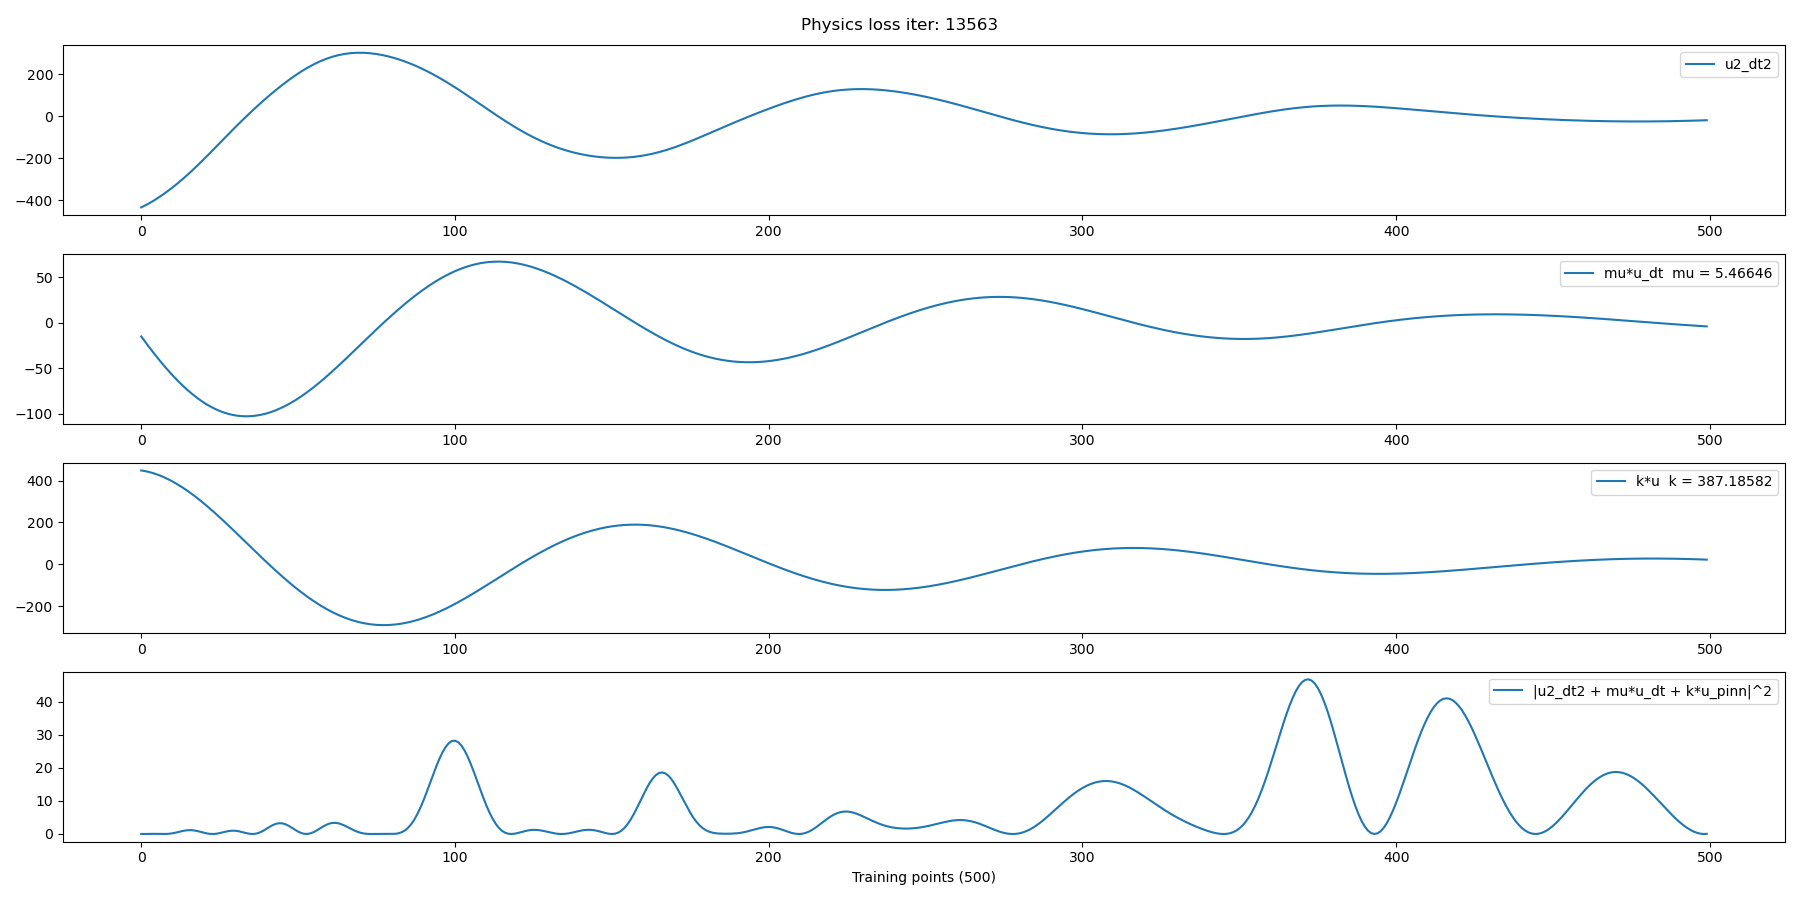 Physics loss iter: 13563
200
0
−200
−400
u2_dt2
0 100 200 300 400 500
50
0
−50
−100
mu*u_dt  mu = 5.46646
0 100 200 300 400 500
400
200
0
−200
k*u  k = 387.18582
0 100 200 300 400 500
40
30
20
10
0
|u2_dt2 + mu*u_dt + k*u_pinn|^2
0 100 200 300 400 500
Training points (500)